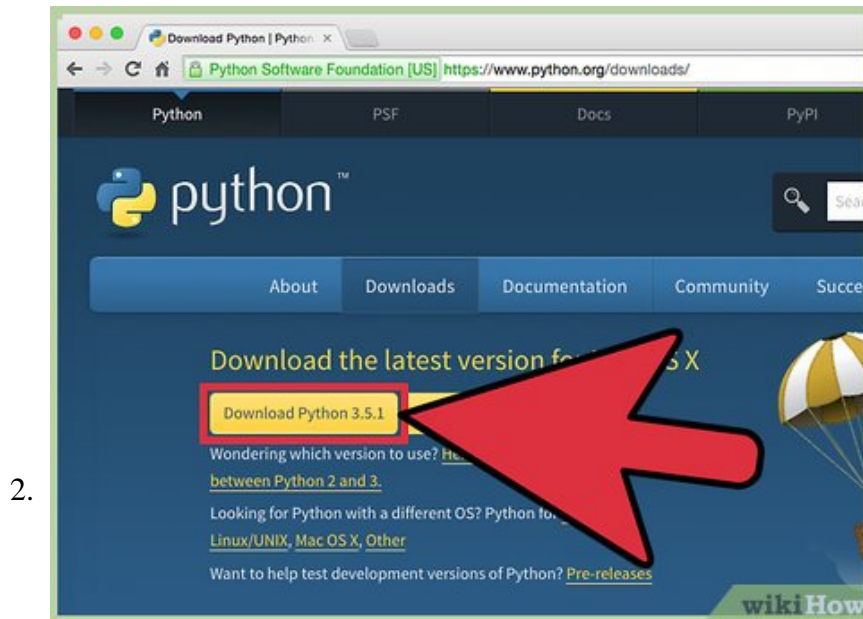 Download Python | Python
Python Software Foundation [US] https://www.python.org/downloads/
Python PSF Docs PyPI
python™
About Downloads Documentation Community
Download the latest version S X
Download Python 3.5.1
Wondering which version to use?
between Python 2 and 3.
Looking for Python with a different OS? Python
Linux/UNIX, Mac OS X, Other
Want to help test development versions of Python? Pre-releases
2.
wikiHow